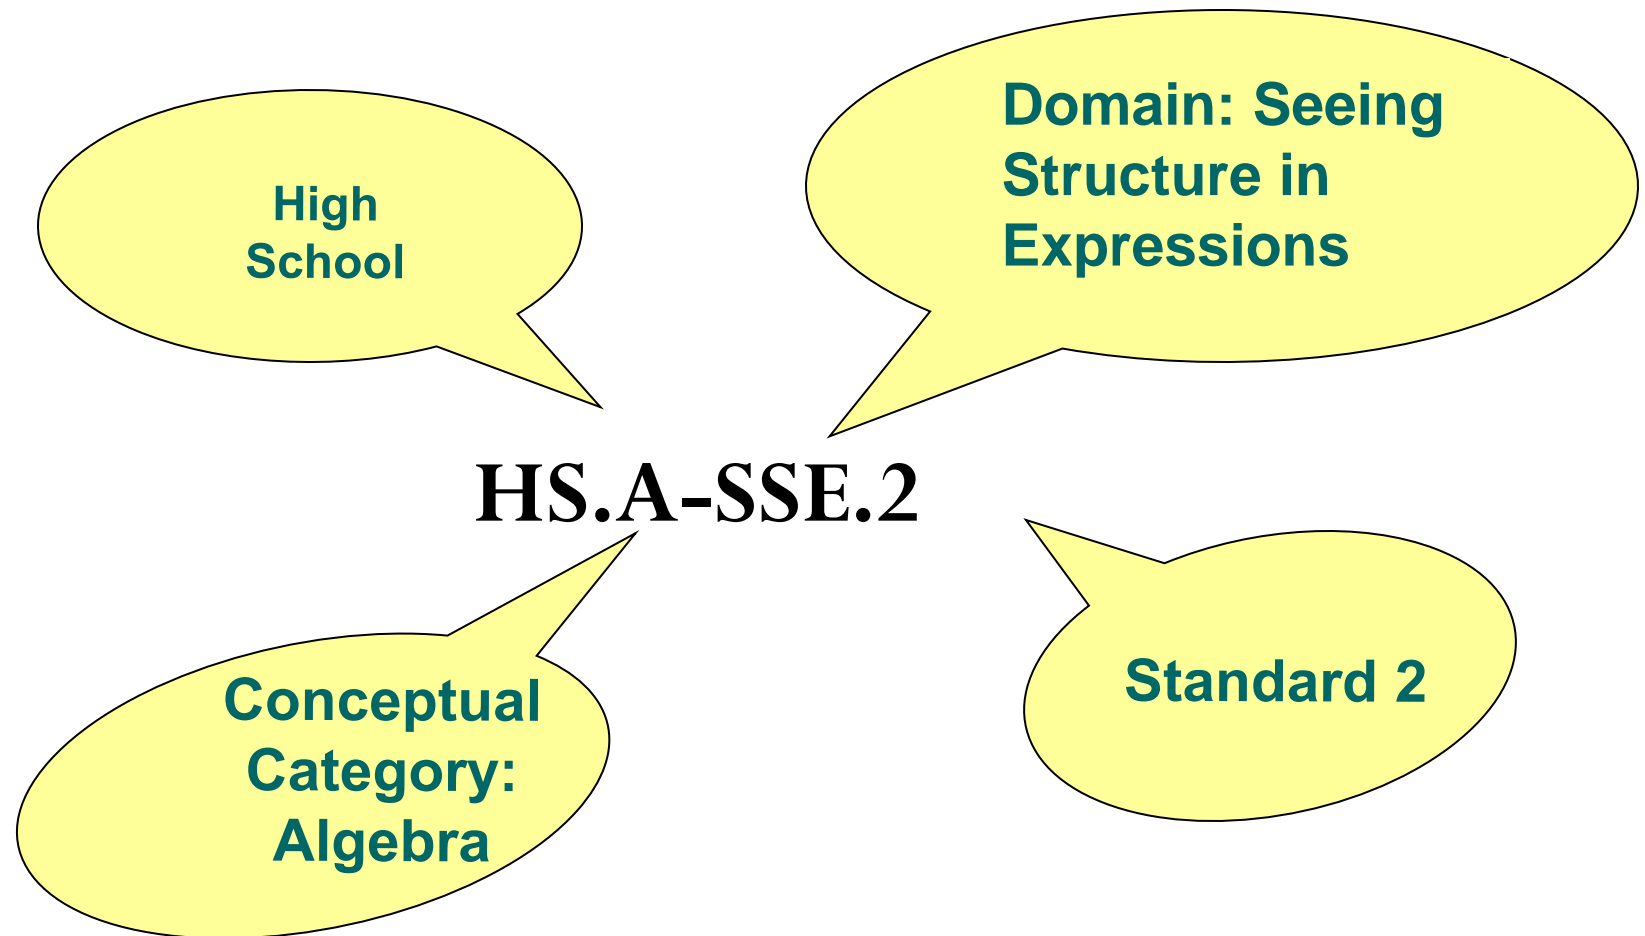 High
School
Domain: Seeing
Structure in
Expressions
HS.A-SSE.2
Conceptual
Category:
Algebra
Standard 2